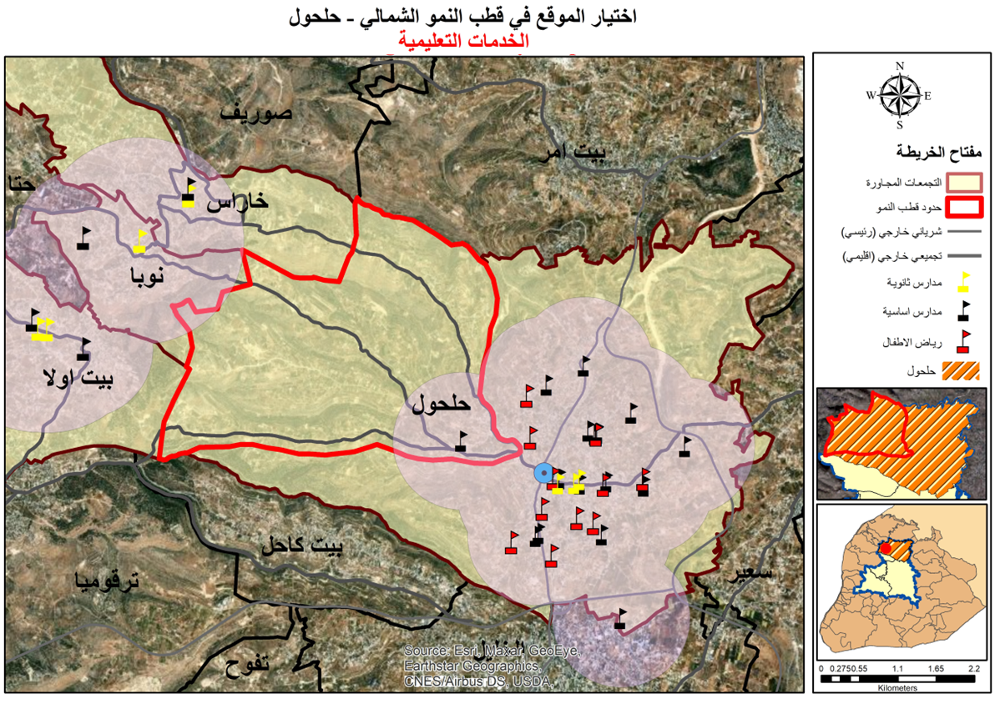 اختيار الموقع في قطب النمو الشمالي - حلحول
الخدمات التعليمية
صوريف
بيت امر
حتا
خاراس
نوبا
بيت اولا
حلحول
بيت كاحل
ترقوميا
سعير
تفوح
Source: Esri, Maxar, GeoEye,
Earthstar Geographics,
CNES/Airbus DS, USDA,
N
W E
S
مفتاح الخريطة
التجمعات المجاورة
حدود قطب النمو
شرياني خارجي (رئيسي)
تجميعي خارجي (اقليمي)
مدارس ثانوية
مدارس اساسية
رياض الاطفال
حلحول
0 0.2750.55 1.1 1.65 2.2
Kilometers